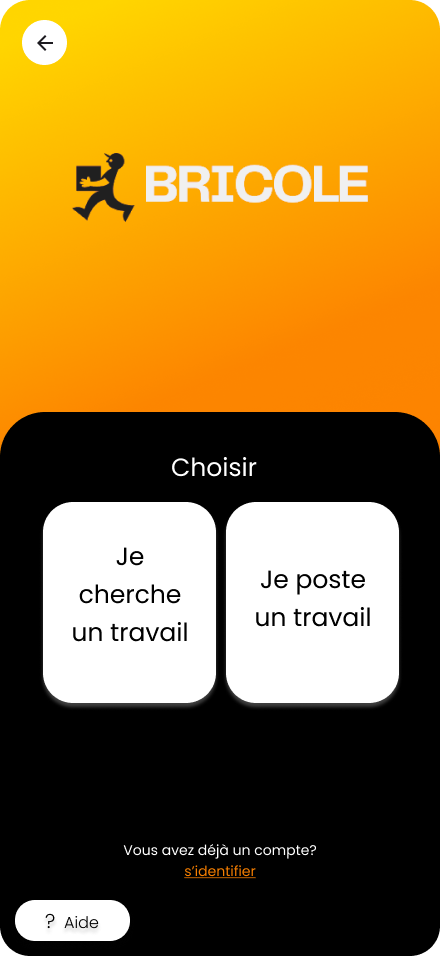 BRICOLE
Choisir
Je
cherche
un travail
Je poste
un travail
Vous avez déjà un compte?
s’identifier
? Aide